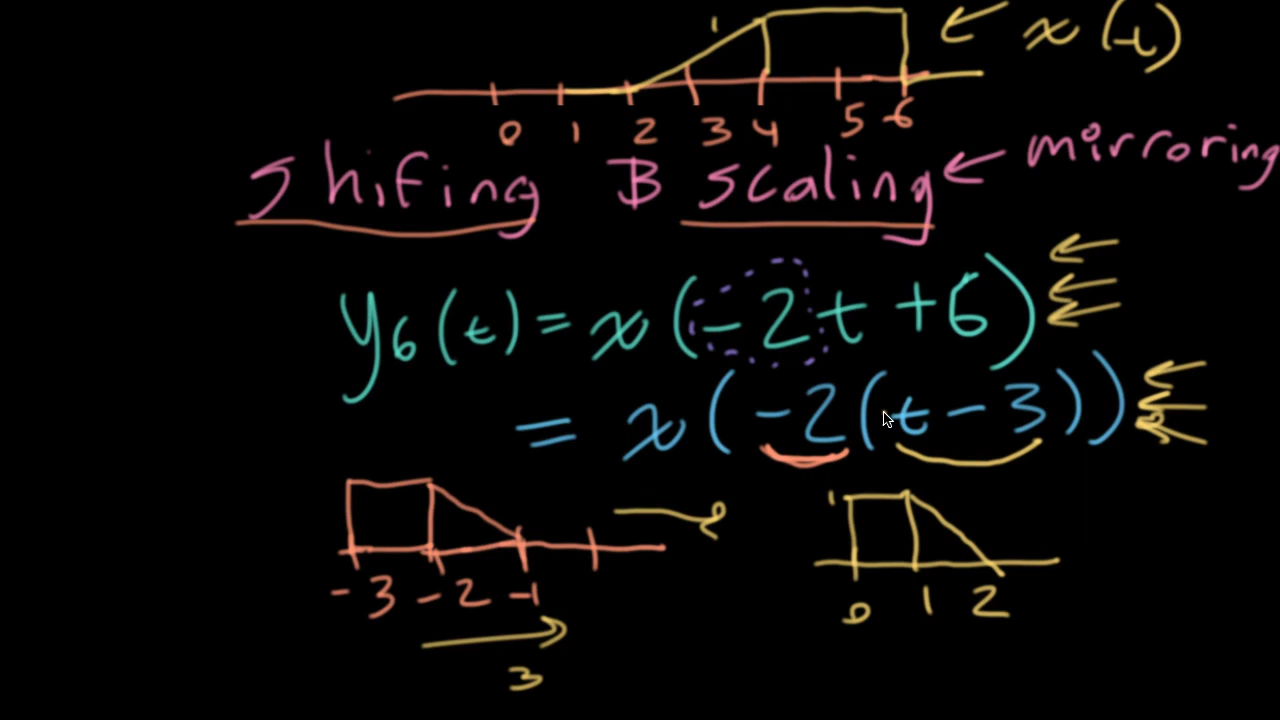 1 x(-t)
0 1 2 3 4 5 6
Shifing B scaling ← mirroring
y6(t) = x(-2t+6)
= x(-2(t-3))
1
-3 -2 -1 0 1 2
3